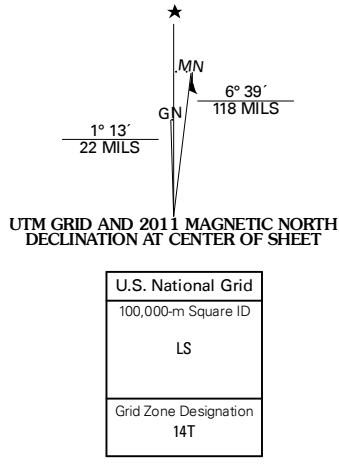 ★
MN
GN
6° 39´
118 MILS
1° 13´
22 MILS
UTM GRID AND 2011 MAGNETIC NORTH
DECLINATION AT CENTER OF SHEET
U.S. National Grid
100,000-m Square ID
LS
Grid Zone Designation
14T